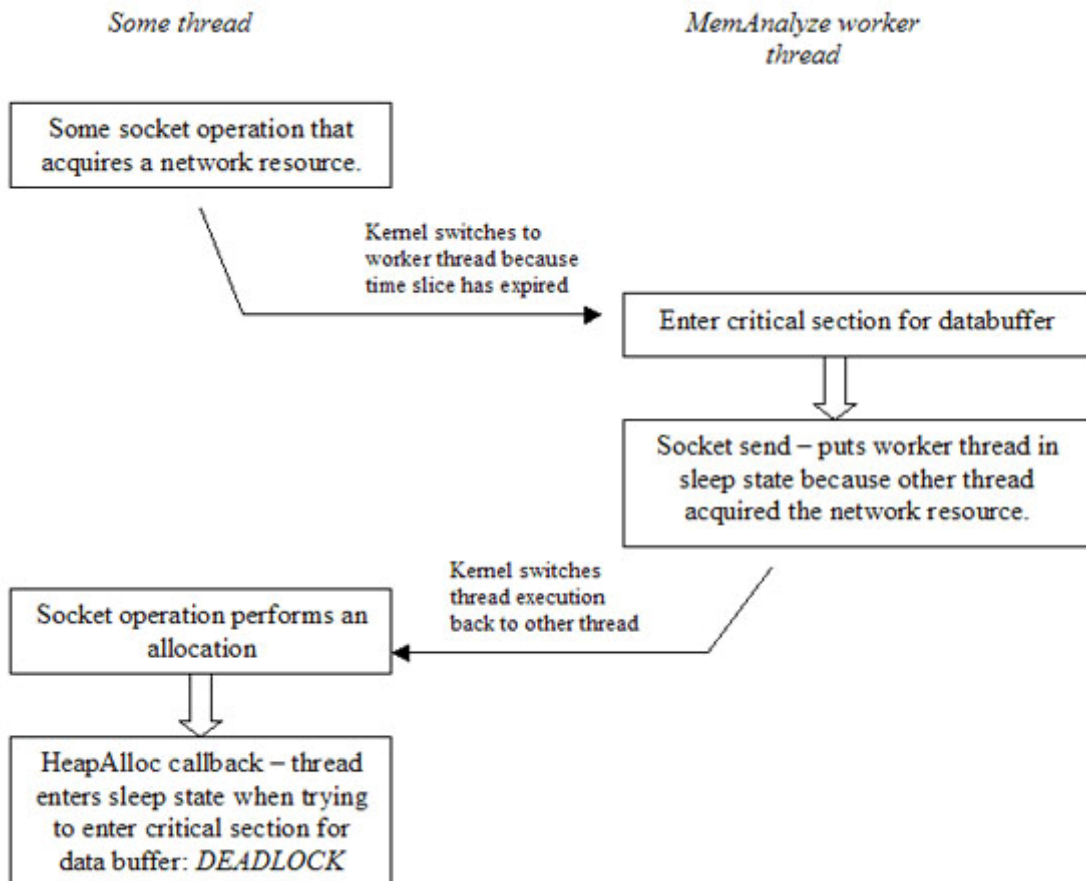 Some thread
MemAnalyze worker
thread
Some socket operation that
acquires a network resource.
Kernel switches to
worker thread because
time slice has expired
Enter critical section for databuffer
Socket send – puts worker thread in
sleep state because other thread
acquired the network resource.
Kernel switches
thread execution
back to other thread
Socket operation performs an
allocation
HeapAlloc callback – thread
enters sleep state when trying
to enter critical section for
data buffer: DEADLOCK